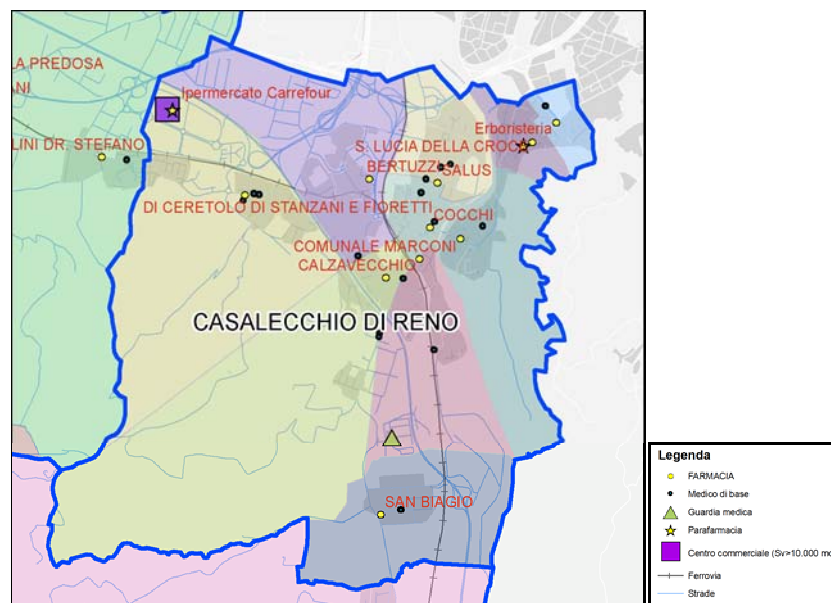 LA PREDOSA
ANI
Ipermercato Carrefour
LINI DR. STEFANO
Erboristeria
S. LUCIA DELLA CROC
BERTUZZI
SALUS
DI CERETOLO DI STANZANI E FIORETTI
COCCHI
COMUNALE MARCONI
CALZAVECCHIO
CASALECCHIO DI RENO
SAN BIAGIO
Legenda
FARMACIA
Medico di base
Guardia medica
Parafarmacia
Centro commerciale (Sv>10.000 mq
Ferrovia
Strade